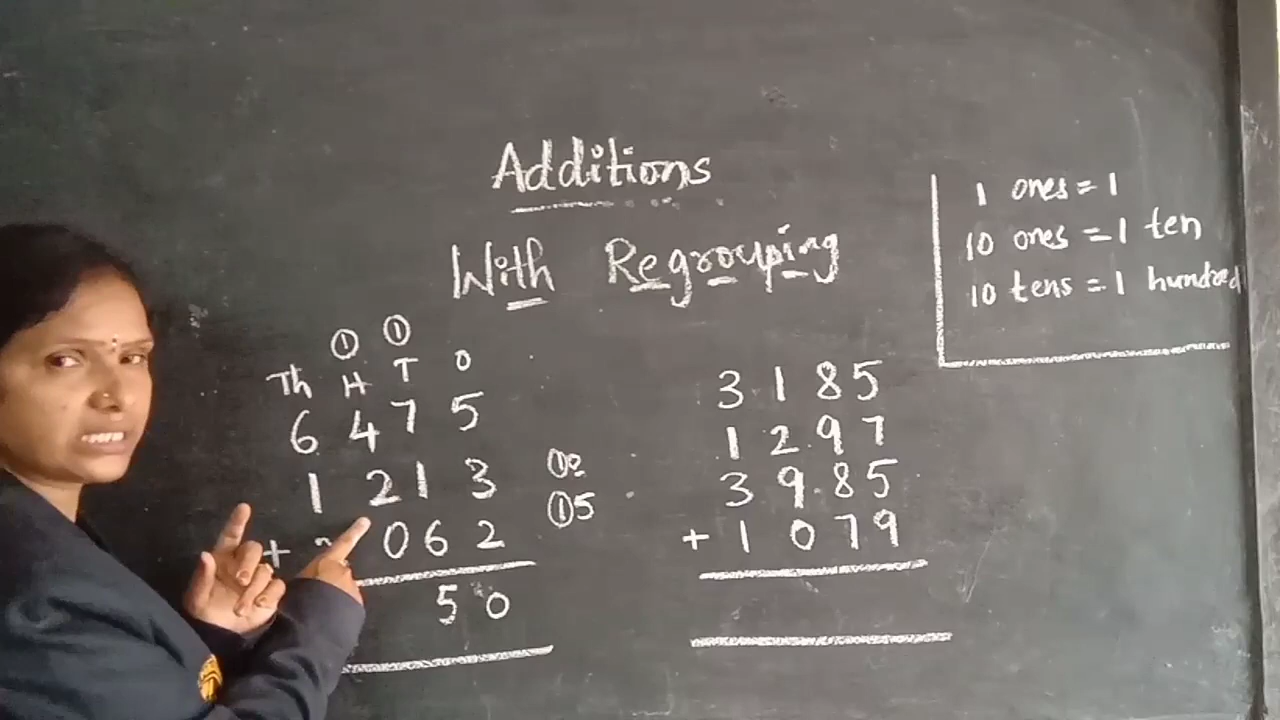 Additions
With Regrouping
1 ones = 1
10 ones = 1 ten
10 tens = 1 hundred
① ①
Th H T O
6 4 7 5
1 2 1 3
+ 0 6 2
5 0
①0
①5
3 1 8 5
1 2 9 7
3 9 8 5
+ 1 0 7 9